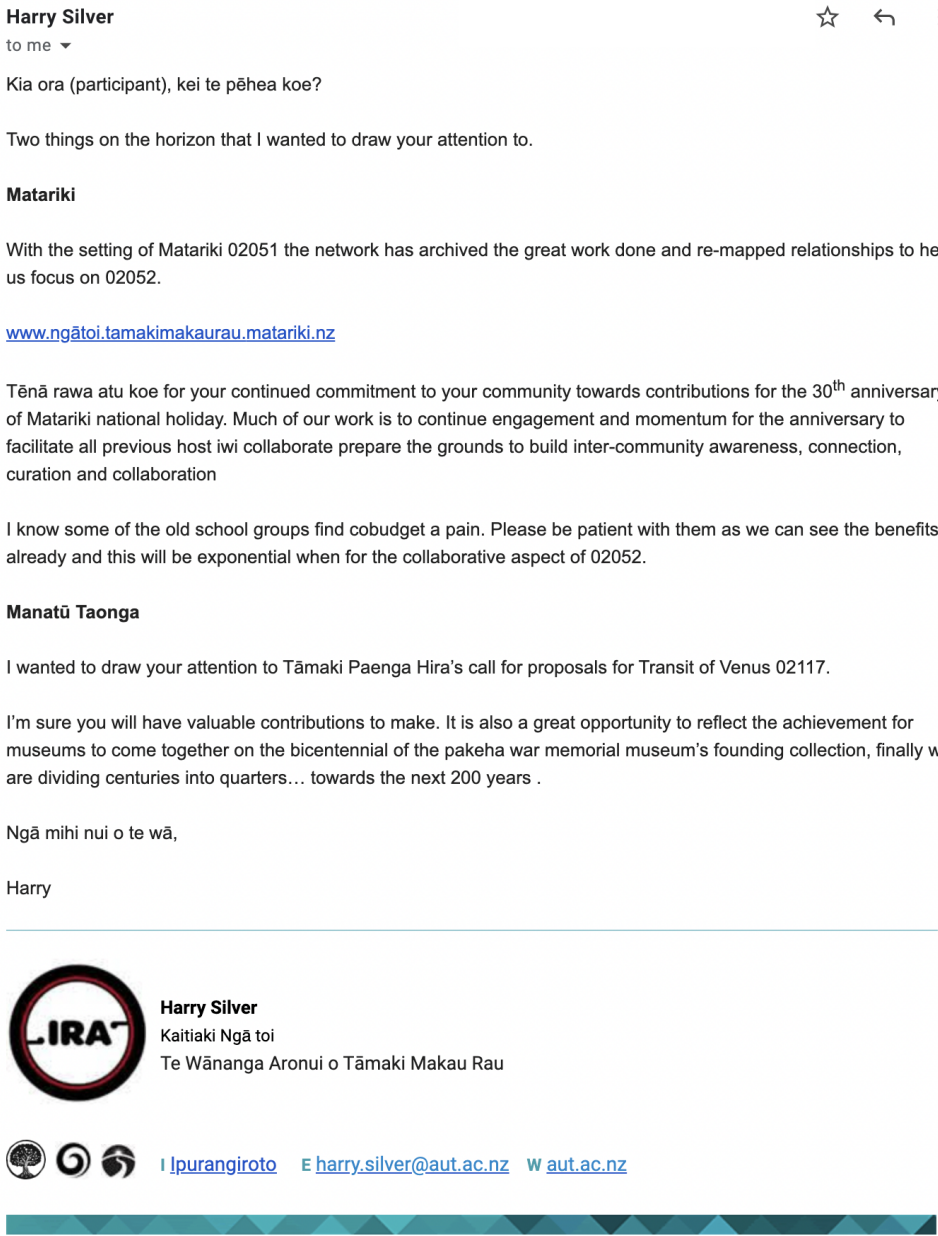 Harry Silver
to me
Kia ora (participant), kei te pēhea koe?
Two things on the horizon that I wanted to draw your attention to.
Matariki
With the setting of Matariki 02051 the network has archived the great work done and re-mapped relationships to he
us focus on 02052.
www.ngātoi.tamakimakaurau.matariki.nz
Tēnā rawa atu koe for your continued commitment to your community towards contributions for the 30th anniversary
of Matariki national holiday. Much of our work is to continue engagement and momentum for the anniversary to
facilitate all previous host iwi collaborate prepare the grounds to build inter-community awareness, connection,
curation and collaboration
I know some of the old school groups find cobudget a pain. Please be patient with them as we can see the benefits
already and this will be exponential when for the collaborative aspect of 02052.
Manatū Taonga
I wanted to draw your attention to Tāmaki Paenga Hira’s call for proposals for Transit of Venus 02117.
I’m sure you will have valuable contributions to make. It is also a great opportunity to reflect the achievement for
museums to come together on the bicentennial of the pakeha war memorial museum’s founding collection, finally w
are dividing centuries into quarters… towards the next 200 years .
Ngā mihi nui o te wā,
Harry
IRA
Harry Silver
Kaitiaki Ngā toi
Te Wānanga Aronui o Tāmaki Makau Rau
I Ipurangiroto E harry.silver@aut.ac.nz W aut.ac.nz